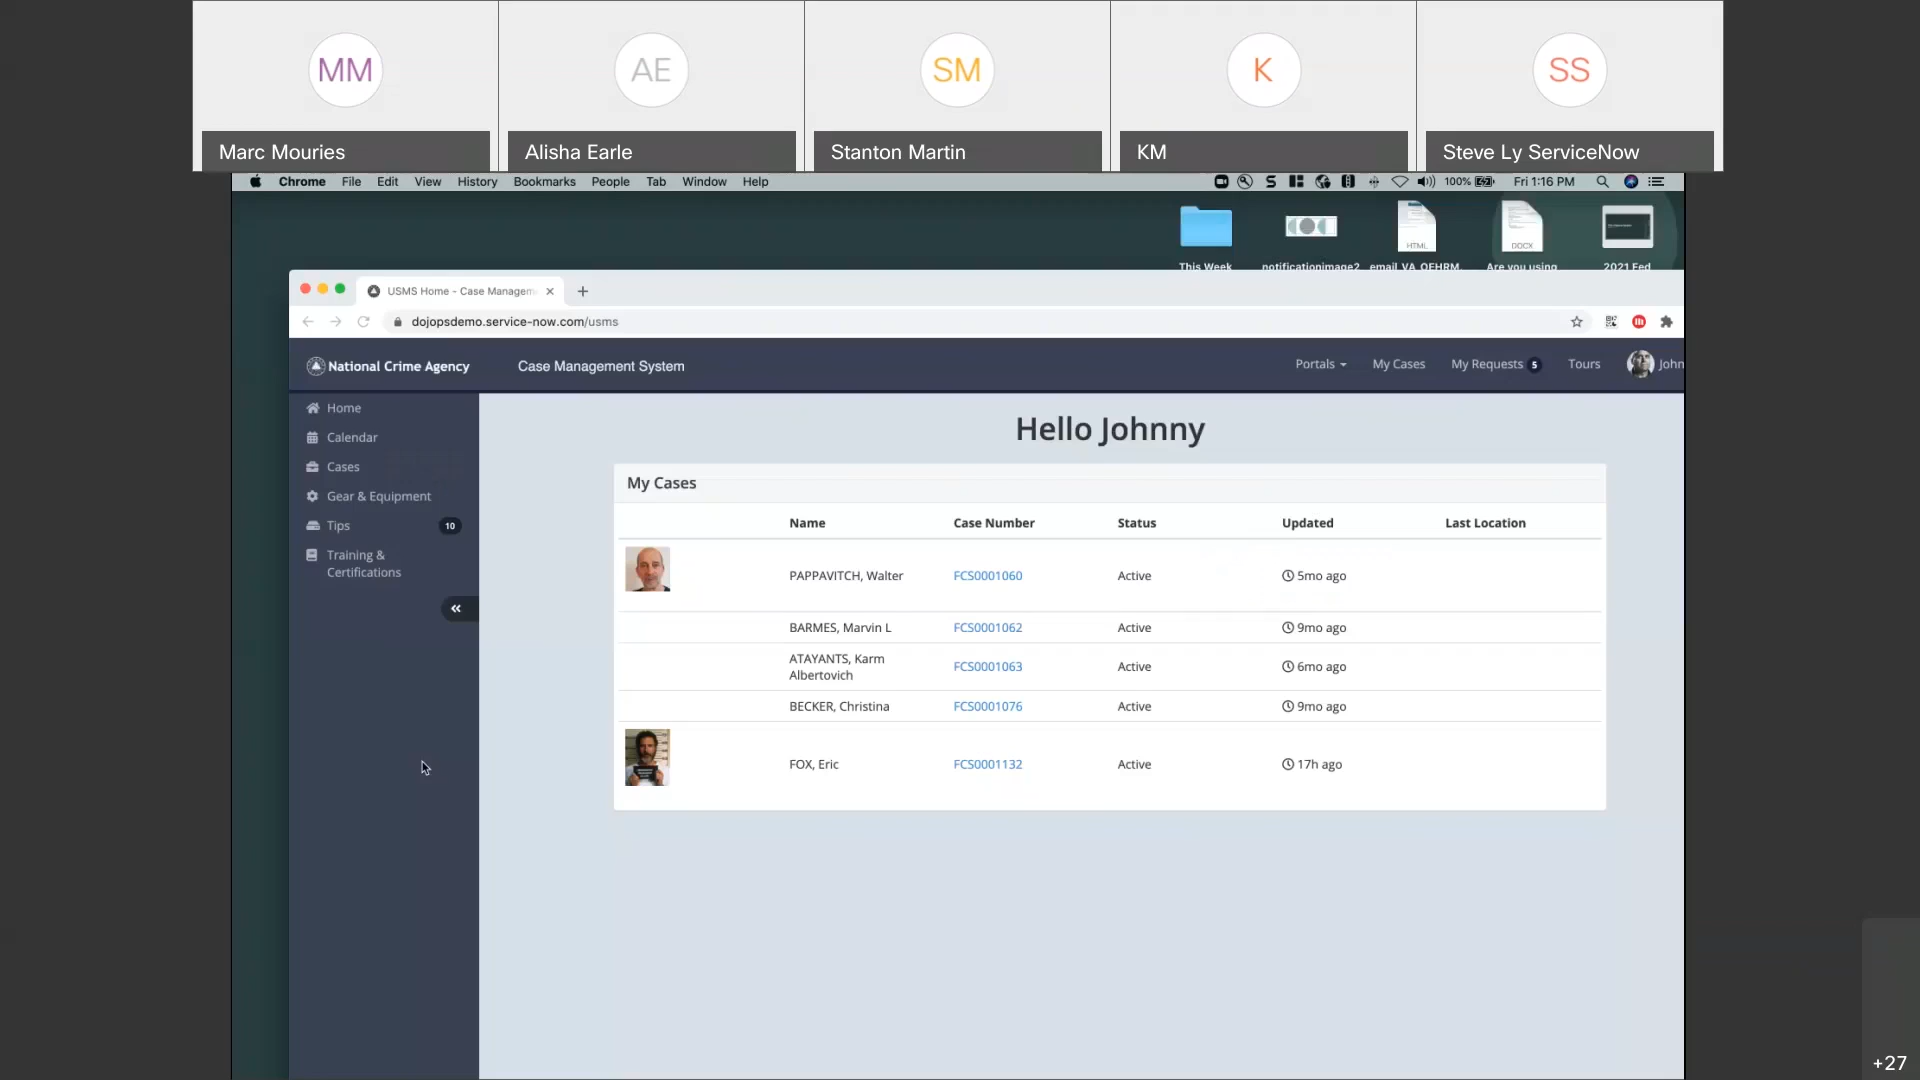 MM
AE
SM
K
SS
Marc Mouries
Alisha Earle
Stanton Martin
KM
Steve Ly ServiceNow
Chrome File Edit View History Bookmarks People Tab Window Help
100% Fri 1:16 PM
HTML
DOCX
This Week
notificationimage2
email_VA_OEHRM_
Are you using
2021 Fed
USMS Home - Case Managem
dojopsdemo.service-now.com/usms
National Crime Agency
Case Management System
Portals
My Cases
My Requests 5
Tours
John
Home
Calendar
Cases
Gear & Equipment
Tips 10
Training &
Certifications
Hello Johnny
My Cases
Name Case Number Status Updated Last Location
PAPPAVITCH, Walter FCS0001060 Active 5mo ago
BARMES, Marvin L FCS0001062 Active 9mo ago
ATAYANTS, Karm
Albertovich FCS0001063 Active 6mo ago
BECKER, Christina FCS0001076 Active 9mo ago
FOX, Eric FCS0001132 Active 17h ago
+27